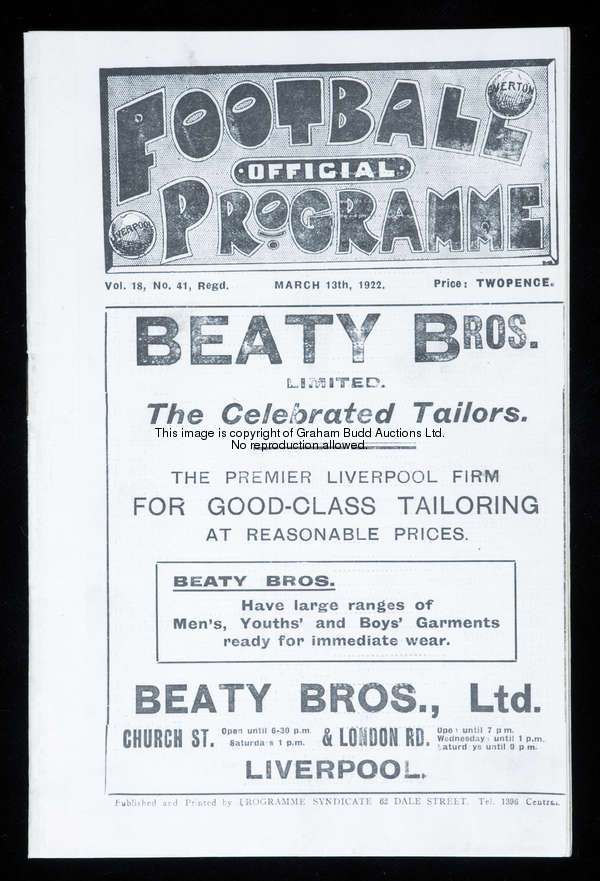 FOOTBALL
EVERTON
OFFICIAL
LIVERPOOL
PROGRAMME
Vol. 18, No. 41, Regd. MARCH 13th, 1922. Price: TWOPENCE.
BEATY BROS.
LIMITED.
The Celebrated Tailors.
This image is copyright of Graham Budd Auctions Ltd.
No reproduction allowed.
THE PREMIER LIVERPOOL FIRM
FOR GOOD-CLASS TAILORING
AT REASONABLE PRICES.
BEATY BROS.
Have large ranges of
Men's, Youths' and Boys' Garments
ready for immediate wear.
BEATY BROS., Ltd.
CHURCH ST. Open until 6-30 p.m. Saturdays 1 p.m. & LONDON RD. Open until 7 p.m. Wednesdays until 1 p.m. Saturdays until 9 p.m.
LIVERPOOL.
Published and Printed by PROGRAMME SYNDICATE 62 DALE STREET. Tel. 1396 Central.